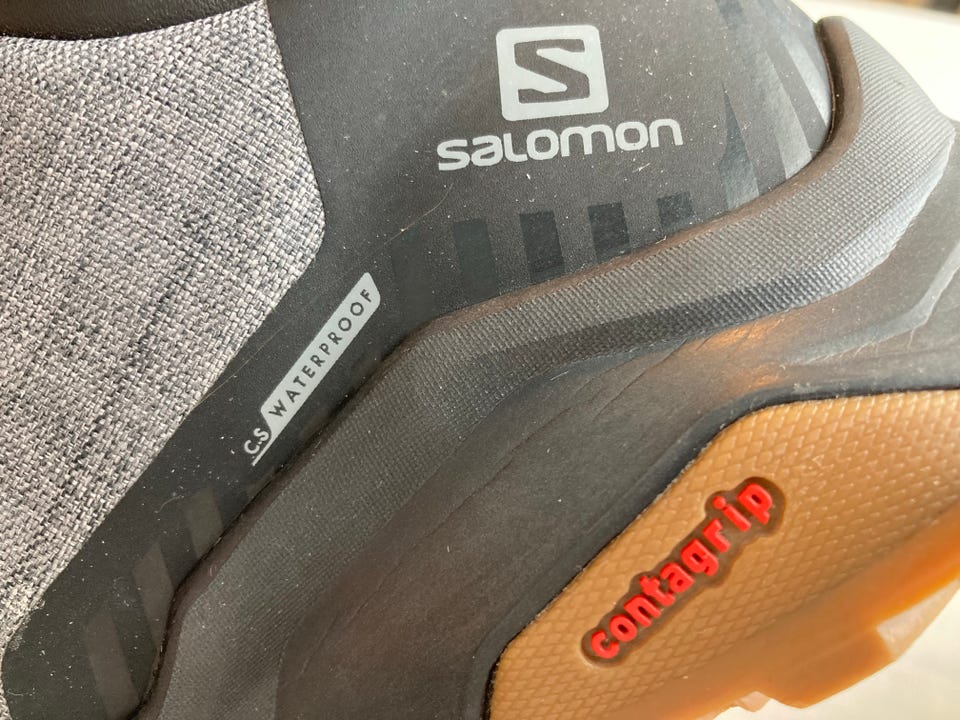 S
salomon
C.S WATERPROOF
contagrip